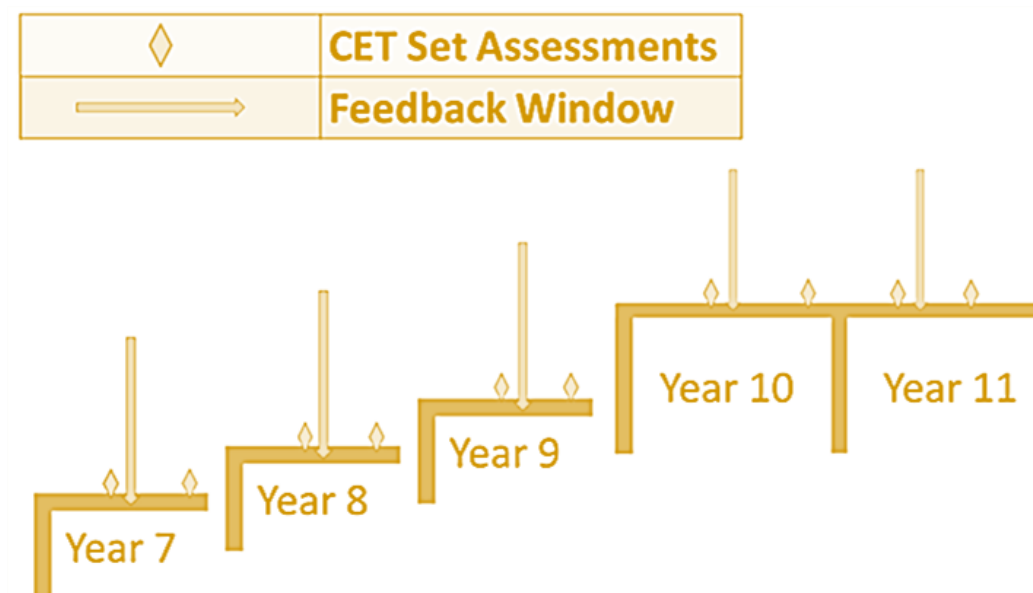 CET Set Assessments
Feedback Window
Year 7
Year 8
Year 9
Year 10
Year 11